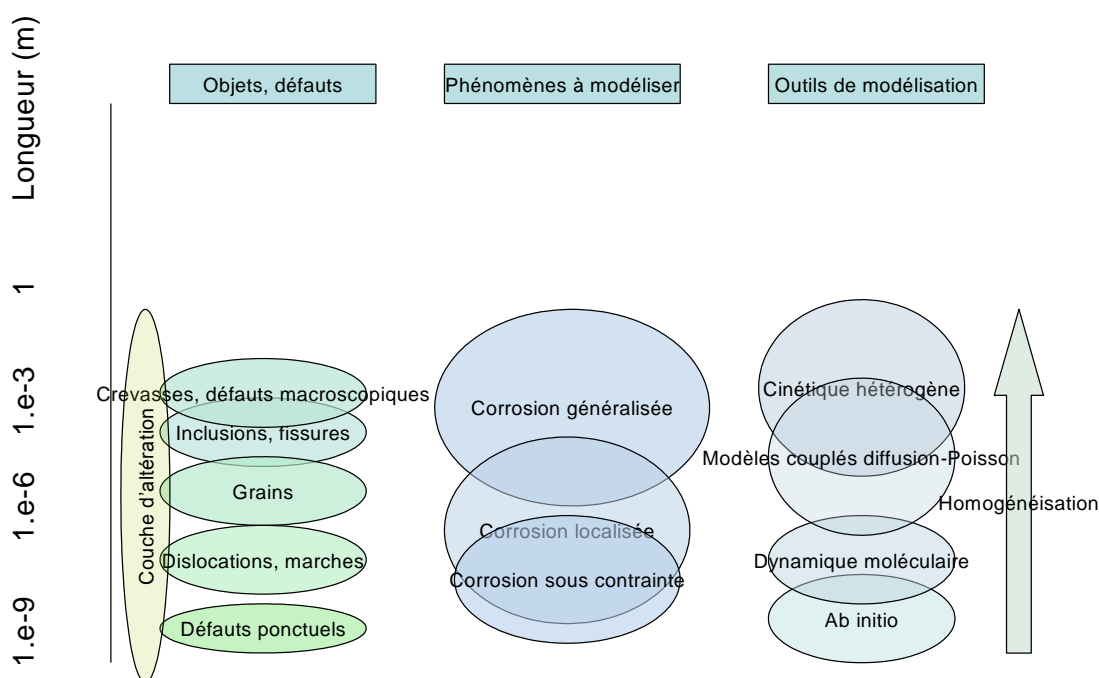 Longueur (m)
1
1.e-3
1.e-6
1.e-9
Objets, défauts
Crevasses, défauts macroscopiques
Inclusions, fissures
Grains
Dislocations, marches
Défauts ponctuels
Couche d'altération
Phénomènes à modéliser
Corrosion généralisée
Corrosion localisée
Corrosion sous contrainte
Outils de modélisation
Cinétique hétérogène
Modèles couplés diffusion-Poisson
Dynamique moléculaire
Ab initio
Homogénéisation